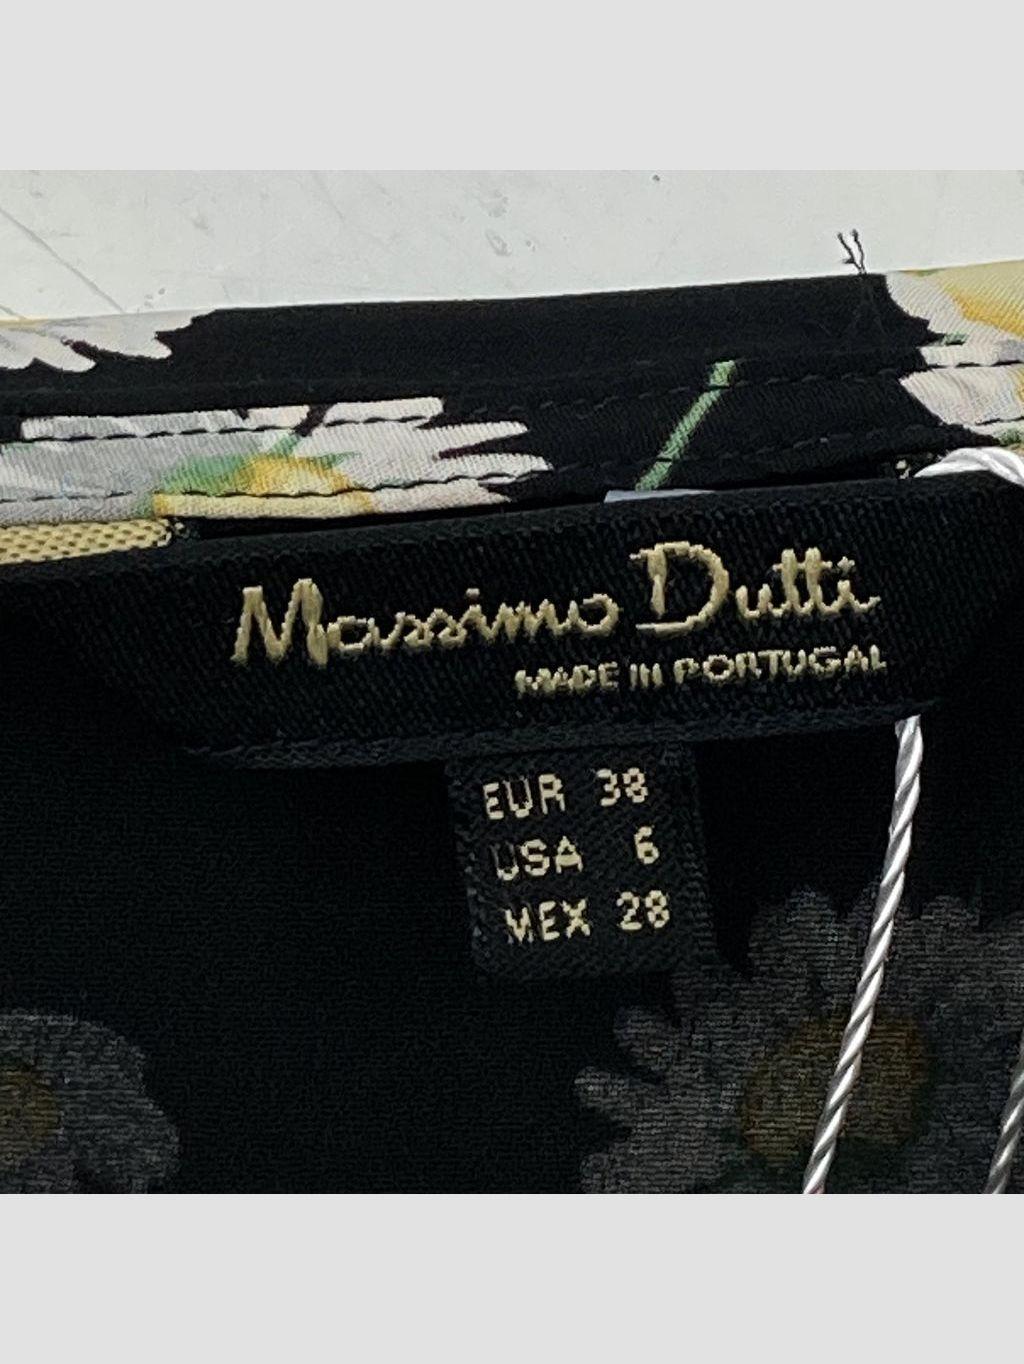 Massimo Dutti
MADE IN PORTUGAL
EUR 38
USA 6
MEX 28